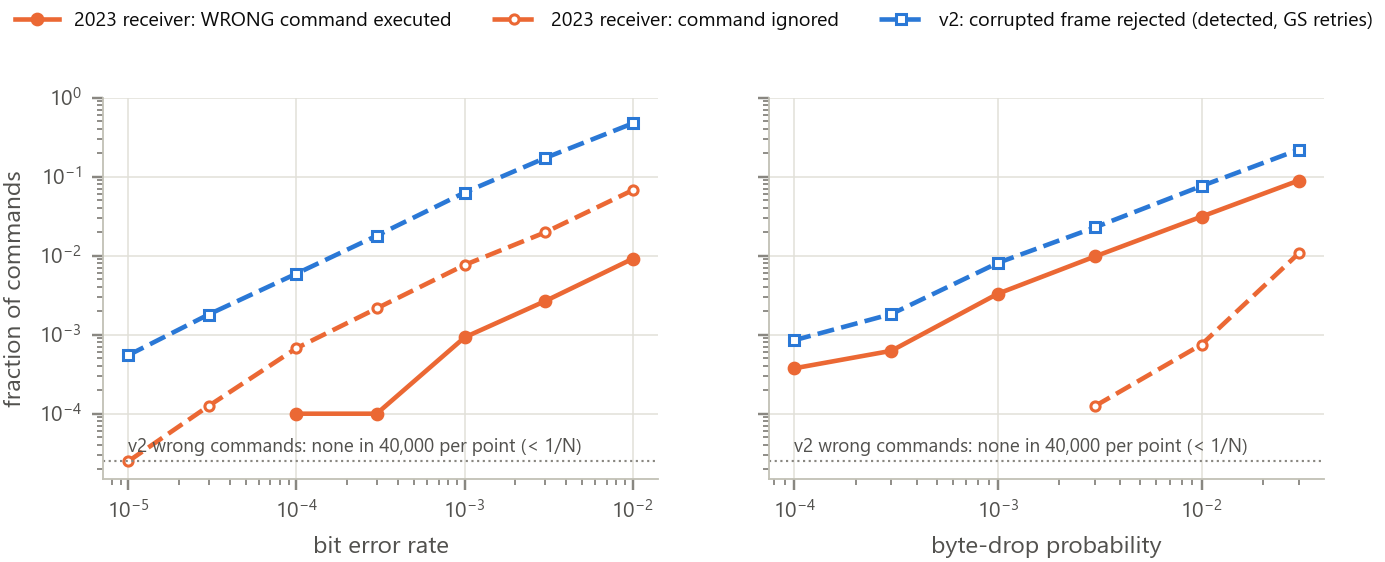 2023 receiver: WRONG command executed
2023 receiver: command ignored
v2: corrupted frame rejected (detected, GS retries)
fraction of commands
10⁰
10⁻¹
10⁻²
10⁻³
10⁻⁴
v2 wrong commands: none in 40,000 per point (< 1/N)
10⁻⁵
10⁻⁴
10⁻³
10⁻²
bit error rate
v2 wrong commands: none in 40,000 per point (< 1/N)
10⁻⁴
10⁻³
10⁻²
byte-drop probability